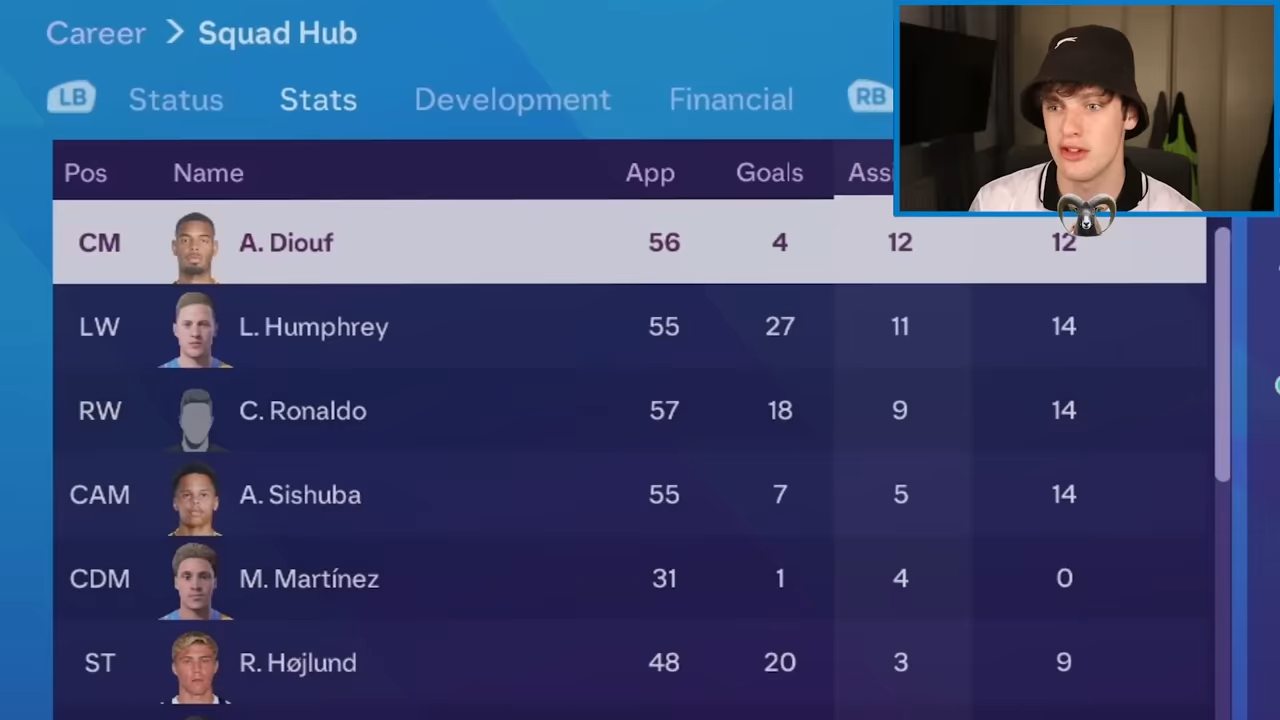 Career > Squad Hub
LB Status Stats Development Financial RB
Pos Name App Goals Assi
CM A. Diouf 56 4 12 12
LW L. Humphrey 55 27 11 14
RW C. Ronaldo 57 18 9 14
CAM A. Sishuba 55 7 5 14
CDM M. Martínez 31 1 4 0
ST R. Højlund 48 20 3 9